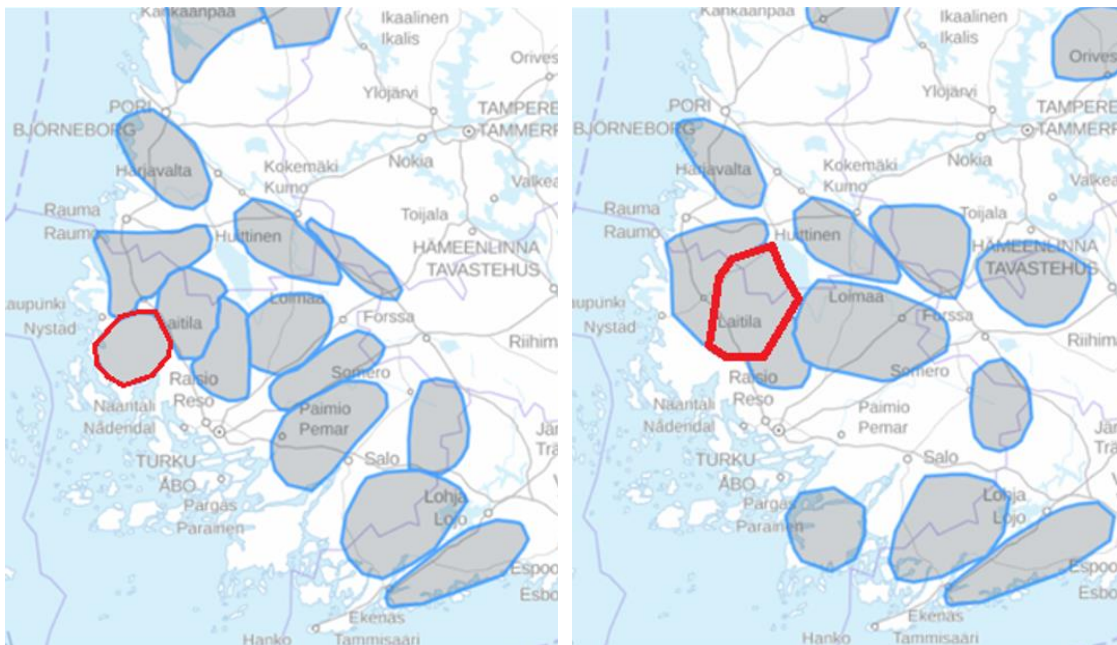 Kankaanpää
Ikaalinen
Ikalis
Orives
Ylöjärvi
PORI
TAMPERE
BJÖRNEBORG
TAMMERF
Harjavalta
Kokemäki
Kumo
Nokia
Valkea
Rauma
Raumo
Toijala
Huittinen
HÄMEENLINNA
TAVASTEHUS
aupunki
Nystad
Laitila
Loimaa
Forssa
Riihim
Raisio
Reso
Somero
Naantali
Nådendal
Paimio
Pemar
Jär
Trä
TURKU
ÅBO
Salo
Pargas
Parainen
Lohja
Lojo
Espoo
Esbo
Ekenäs
Tammisaari
Hanko
Kankaanpää
Ikaalinen
Ikalis
Orives
Ylöjärvi
PORI
TAMPERE
BJÖRNEBORG
TAMMERF
Harjavalta
Kokemäki
Kumo
Nokia
Valkea
Rauma
Raumo
Toijala
Huittinen
HÄMEENLINNA
TAVASTEHUS
aupunki
Nystad
Laitila
Loimaa
Forssa
Riihim
Raisio
Reso
Somero
Naantali
Nådendal
Paimio
Pemar
Jär
Trä
TURKU
ÅBO
Salo
Pargas
Parainen
Lohja
Lojo
Espoo
Esbo
Ekenäs
Tammisaari
Hanko